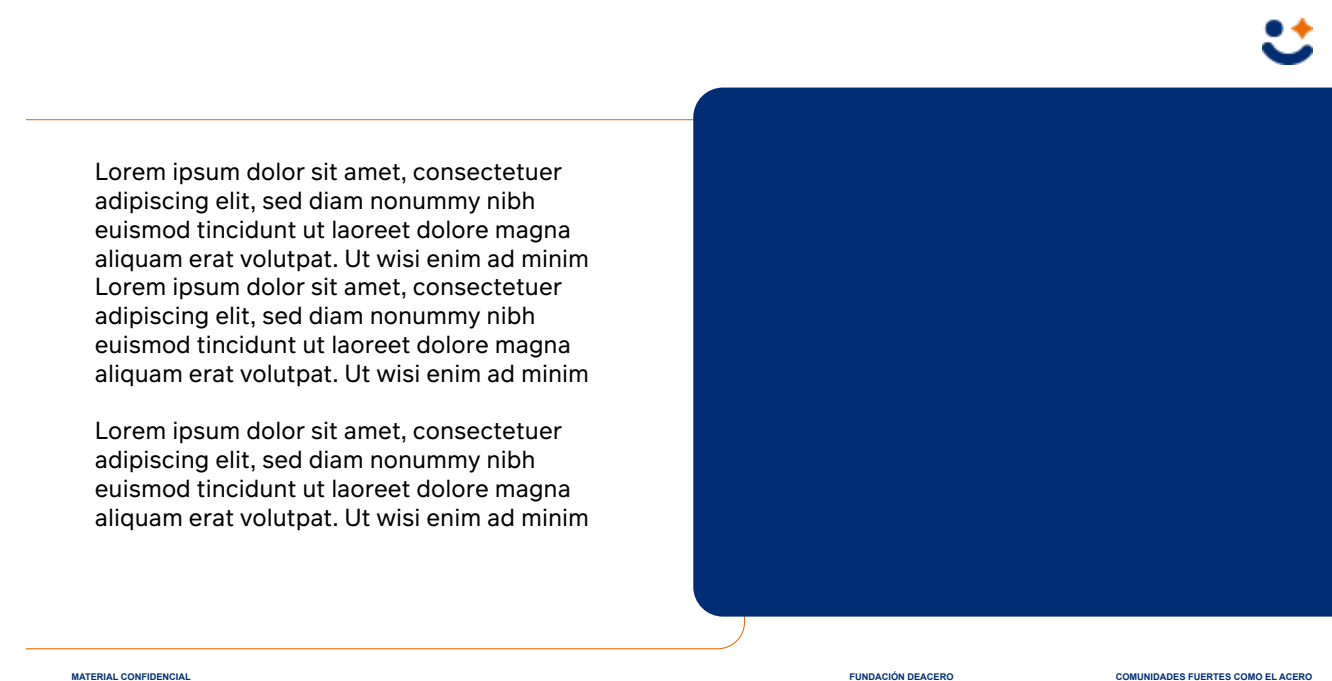 Lorem ipsum dolor sit amet, consectetuer
adipiscing elit, sed diam nonummy nibh
euismod tincidunt ut laoreet dolore magna
aliquam erat volutpat. Ut wisi enim ad minim
Lorem ipsum dolor sit amet, consectetuer
adipiscing elit, sed diam nonummy nibh
euismod tincidunt ut laoreet dolore magna
aliquam erat volutpat. Ut wisi enim ad minim
Lorem ipsum dolor sit amet, consectetuer
adipiscing elit, sed diam nonummy nibh
euismod tincidunt ut laoreet dolore magna
aliquam erat volutpat. Ut wisi enim ad minim
MATERIAL CONFIDENCIAL
FUNDACIÓN DEACERO
COMUNIDADES FUERTES COMO EL ACERO